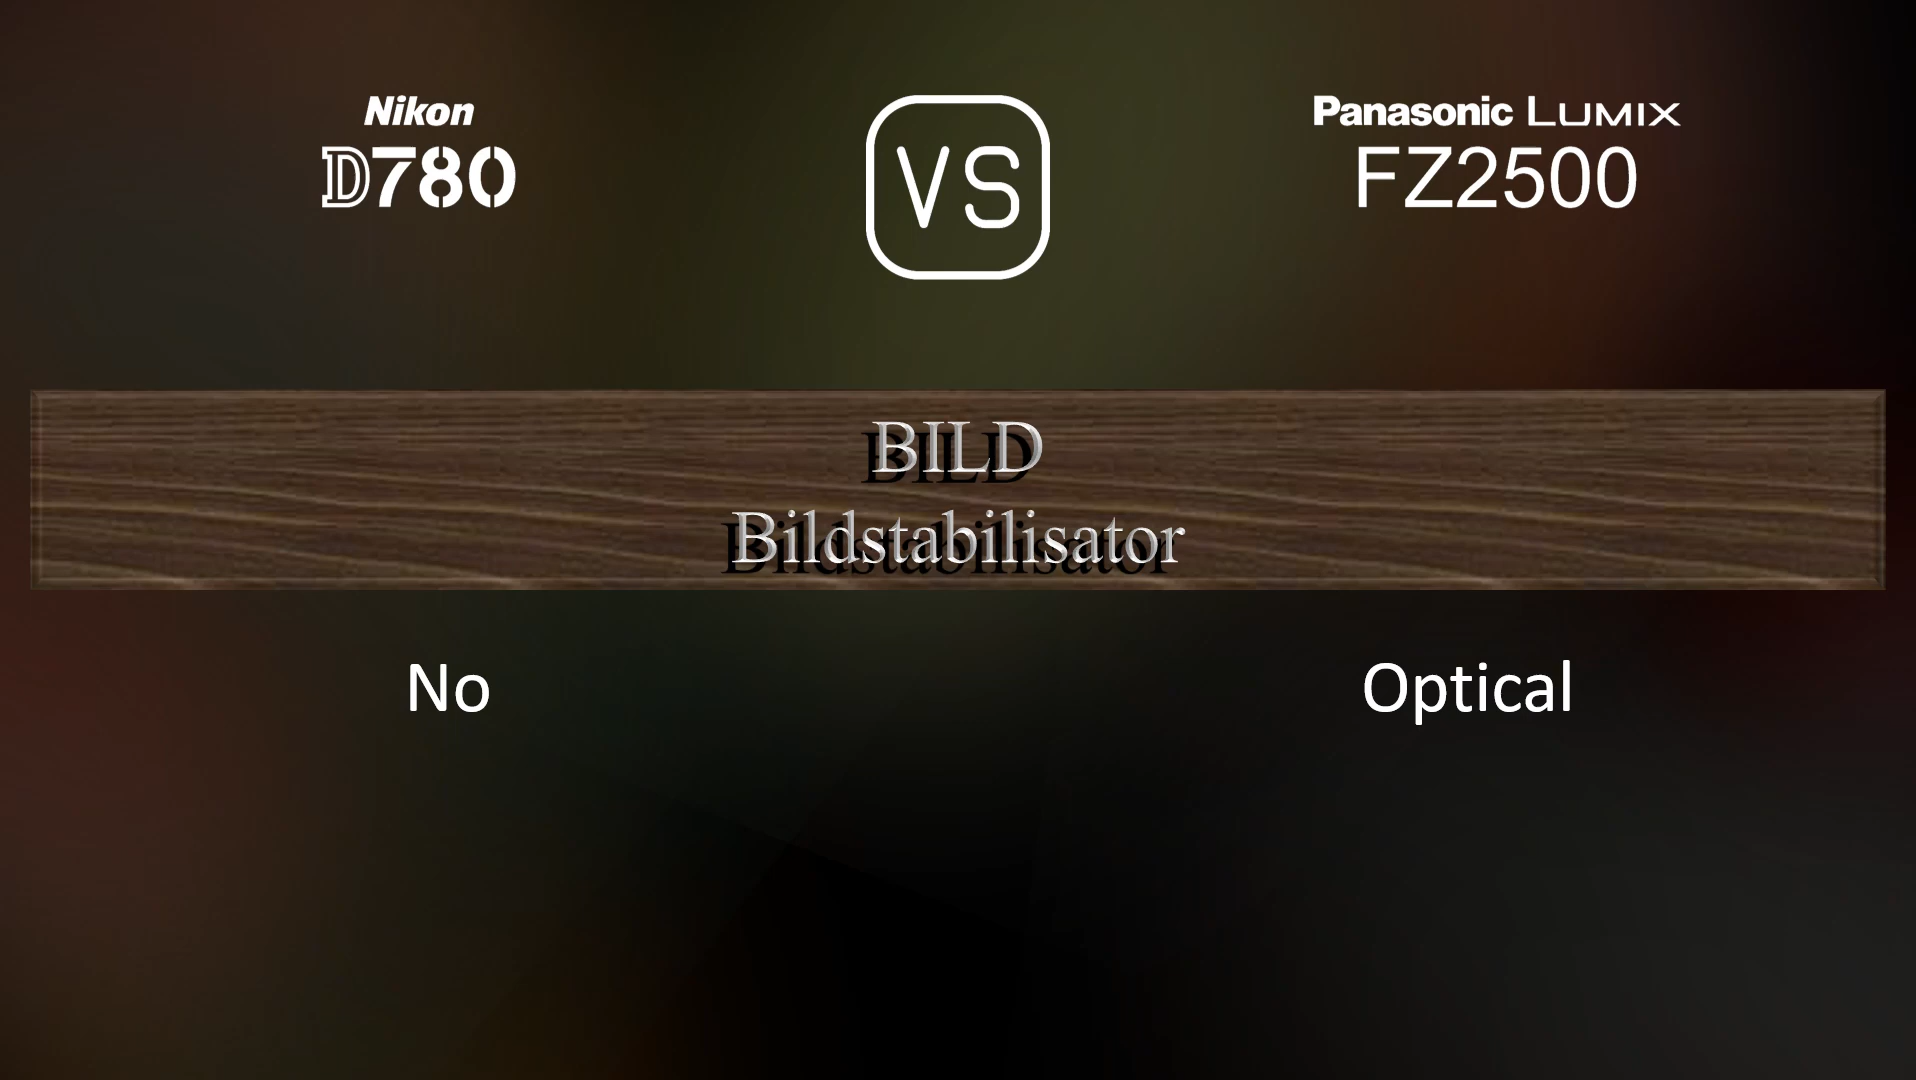 Nikon
D780
VS
Panasonic LUMIX
FZ2500
BILD
Bildstabilisator
No
Optical